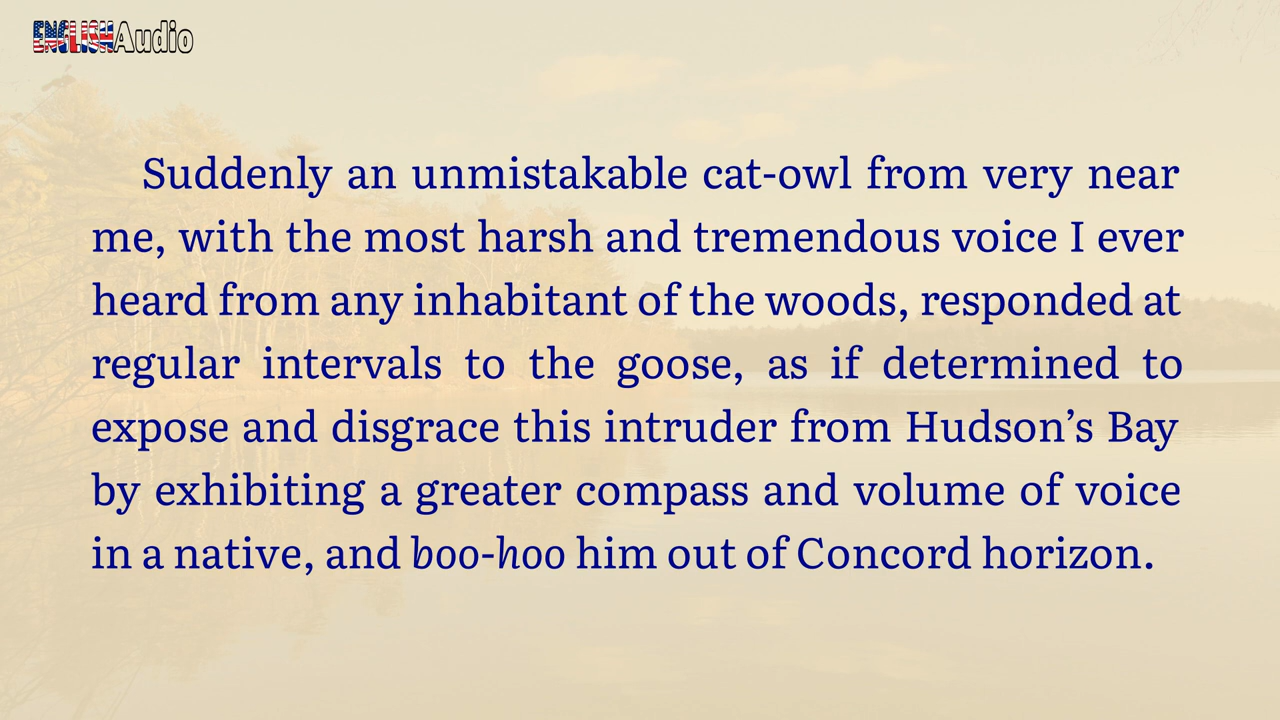 ENGLISHAudio
Suddenly an unmistakable cat-owl from very near
me, with the most harsh and tremendous voice I ever
heard from any inhabitant of the woods, responded at
regular intervals to the goose, as if determined to
expose and disgrace this intruder from Hudson’s Bay
by exhibiting a greater compass and volume of voice
in a native, and boo-hoo him out of Concord horizon.